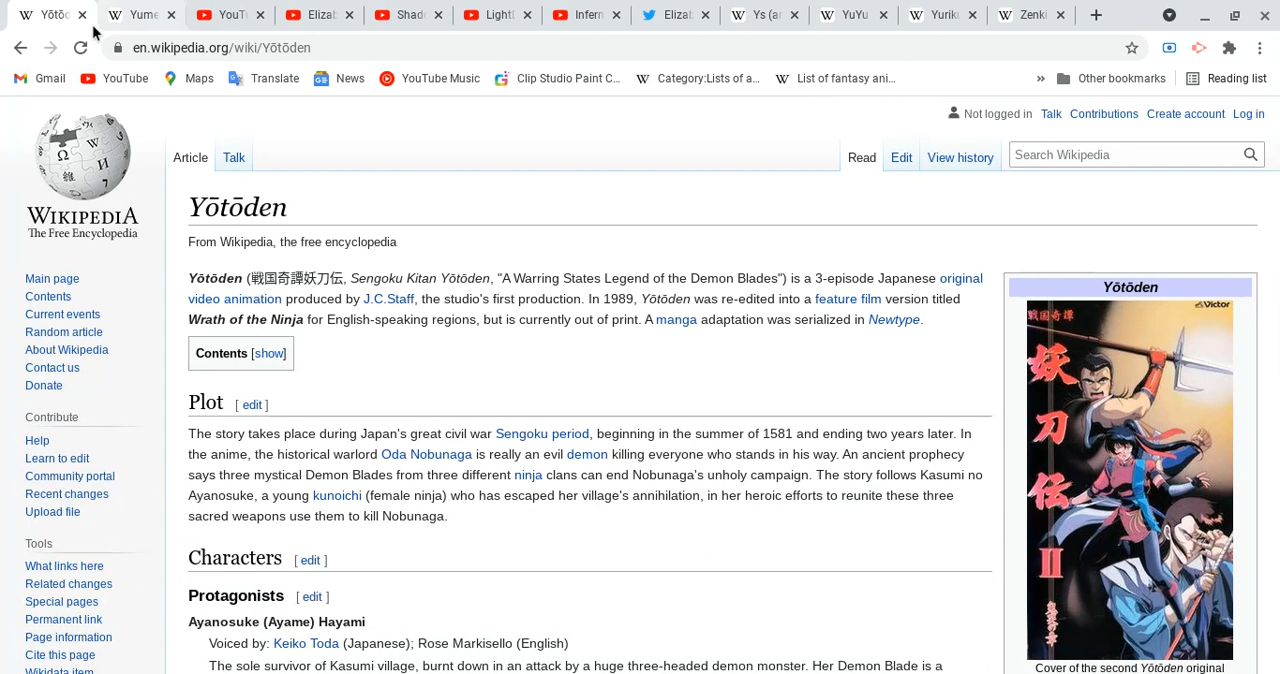 Yōtōd
Yume
YouT
Elizab
Shado
Light
Infern
Elizab
Ys (an
YuYu
Yuriku
Zenki
en.wikipedia.org/wiki/Yōtōden
Gmail YouTube Maps Translate News YouTube Music Clip Studio Paint C... Category:Lists of a... List of fantasy ani... » Other bookmarks Reading list
Not logged in Talk Contributions Create account Log in
Article Talk Read Edit View history Search Wikipedia
WIKIPEDIA
The Free Encyclopedia
Main page
Contents
Current events
Random article
About Wikipedia
Contact us
Donate
Contribute
Help
Learn to edit
Community portal
Recent changes
Upload file
Tools
What links here
Related changes
Special pages
Permanent link
Page information
Cite this page
Wikidata item
Yōtōden
From Wikipedia, the free encyclopedia
Yōtōden (戦国奇譚妖刀伝, Sengoku Kitan Yōtōden, "A Warring States Legend of the Demon Blades") is a 3-episode Japanese original
video animation produced by J.C.Staff, the studio's first production. In 1989, Yōtōden was re-edited into a feature film version titled
Wrath of the Ninja for English-speaking regions, but is currently out of print. A manga adaptation was serialized in Newtype.
Contents [show]
Plot [ edit ]
The story takes place during Japan's great civil war Sengoku period, beginning in the summer of 1581 and ending two years later. In
the anime, the historical warlord Oda Nobunaga is really an evil demon killing everyone who stands in his way. An ancient prophecy
says three mystical Demon Blades from three different ninja clans can end Nobunaga's unholy campaign. The story follows Kasumi no
Ayanosuke, a young kunoichi (female ninja) who has escaped her village's annihilation, in her heroic efforts to reunite these three
sacred weapons use them to kill Nobunaga.
Characters [ edit ]
Protagonists [ edit ]
Ayanosuke (Ayame) Hayami
Voiced by: Keiko Toda (Japanese); Rose Markisello (English)
The sole survivor of Kasumi village, burnt down in an attack by a huge three-headed demon monster. Her Demon Blade is a
Yōtōden
Victor
戦国奇譚
妖刀伝
II
Cover of the second Yōtōden original